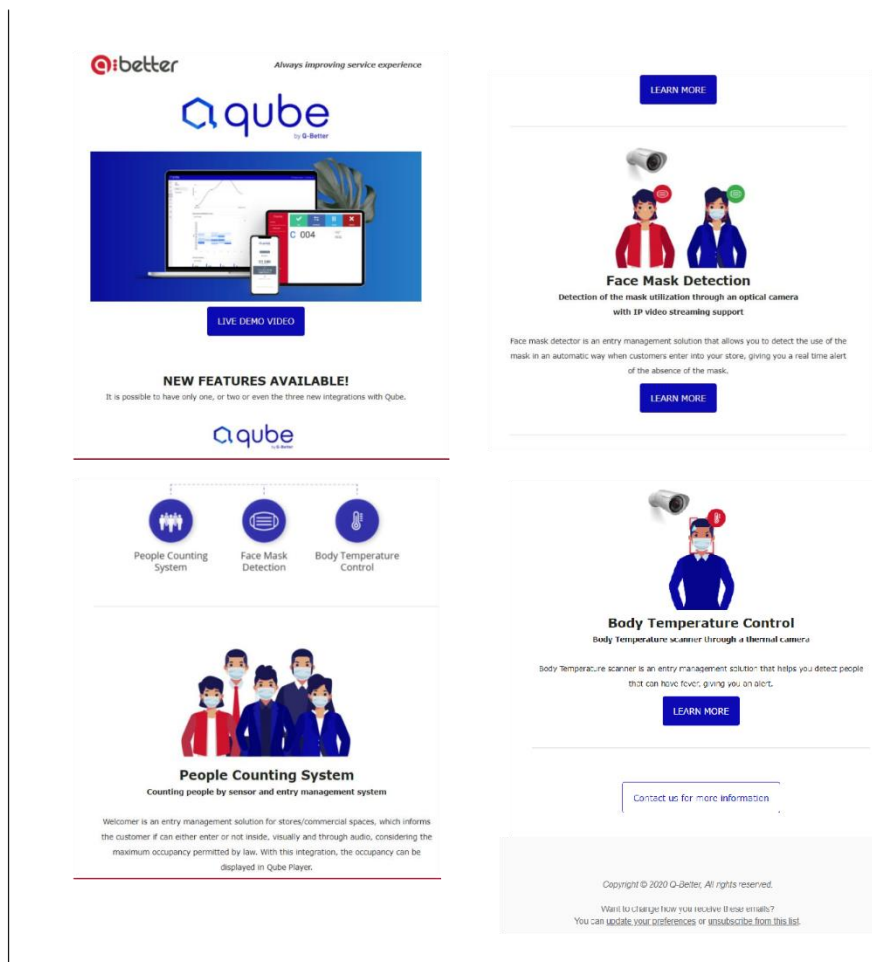 Q:better
Always improving service experience
qube
by Q-Better
C 004
LIVE DEMO VIDEO
NEW FEATURES AVAILABLE!
It is possible to have only one, or two or even the three new integrations with Qube.
qube
by Q-Better
People Counting
System
Face Mask
Detection
Body Temperature
Control
People Counting System
Counting people by sensor and entry management system
Welcomer is an entry management solution for stores/commercial spaces, which informs
the customer if can either enter or not inside, visually and through audio, considering the
maximum occupancy permitted by law. With this integration, the occupancy can be
displayed in Qube Player.
LEARN MORE
Face Mask Detection
Detection of the mask utilization through an optical camera
with IP video streaming support
Face mask detector is an entry management solution that allows you to detect the use of the
mask in an automatic way when customers enter into your store, giving you a real time alert
of the absence of the mask.
LEARN MORE
Body Temperature Control
Body Temperature scanner through a thermal camera
Body Temperature scanner is an entry management solution that helps you detect people
that can have fever, giving you an alert.
LEARN MORE
Contact us for more information
Copyright © 2020 Q-Better, All rights reserved.
Want to change how you receive these emails?
You can update your preferences or unsubscribe from this list.